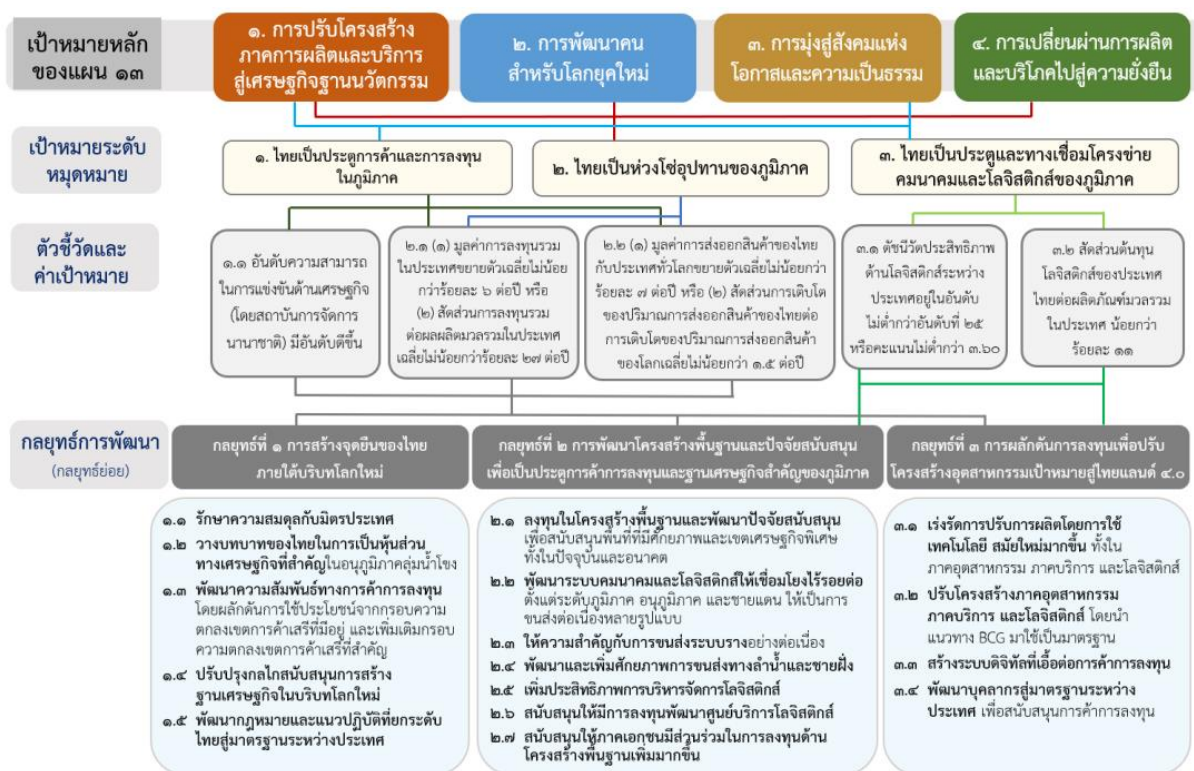 เป้าหมายหลัก
ของแผน ๑๓
๑. การปรับโครงสร้าง
ภาคการผลิตและบริการ
สู่เศรษฐกิจฐานนวัตกรรม
๒. การพัฒนาคน
สำหรับโลกยุคใหม่
๓. การมุ่งสู่สังคมแห่ง
โอกาสและความเป็นธรรม
๔. การเปลี่ยนผ่านการผลิต
และบริโภคไปสู่ความยั่งยืน
เป้าหมายระดับ
หมุดหมาย
๑. ไทยเป็นประตูการค้าและการลงทุน
ในภูมิภาค
๒. ไทยเป็นห่วงโซ่อุปทานของภูมิภาค
๓. ไทยเป็นประตูและทางเชื่อมโครงข่าย
คมนาคมและโลจิสติกส์ของภูมิภาค
ตัวชี้วัดและ
ค่าเป้าหมาย
๑.๑ อันดับความสามารถ
ในการแข่งขันด้านเศรษฐกิจ
(โดยสถาบันการจัดการ
นานาชาติ) มีอันดับดีขึ้น
๒.๑ (๑) มูลค่าการลงทุนรวม
ในประเทศขยายตัวเฉลี่ยไม่น้อย
กว่าร้อยละ ๖ ต่อปี หรือ
(๒) สัดส่วนการลงทุนรวม
ต่อผลผลิตมวลรวมในประเทศ
เฉลี่ยไม่น้อยกว่าร้อยละ ๒๗ ต่อปี
๒.๒ (๑) มูลค่าการส่งออกสินค้าของไทย
กับประเทศทั่วโลกขยายตัวเฉลี่ยไม่น้อยกว่า
ร้อยละ ๗ ต่อปี หรือ (๒) สัดส่วนการเติบโต
ของปริมาณการส่งออกสินค้าของไทยต่อ
การเติบโตของปริมาณการส่งออกสินค้า
ของโลกเฉลี่ยไม่น้อยกว่า ๑.๕ ต่อปี
๓.๑ ดัชนีวัดประสิทธิภาพ
ด้านโลจิสติกส์ระหว่าง
ประเทศอยู่ในอันดับ
ไม่ต่ำกว่าอันดับที่ ๒๕
หรือคะแนนไม่ต่ำกว่า ๓.๖๐
๓.๒ สัดส่วนต้นทุน
โลจิสติกส์ของประเทศ
ไทยต่อผลิตภัณฑ์มวลรวม
ในประเทศ น้อยกว่า
ร้อยละ ๑๑
กลยุทธ์การพัฒนา
(กลยุทธ์ย่อย)
กลยุทธ์ที่ ๑ การสร้างจุดยืนของไทย
ภายใต้บริบทโลกใหม่
กลยุทธ์ที่ ๒ การพัฒนาโครงสร้างพื้นฐานและปัจจัยสนับสนุน
เพื่อเป็นประตูการค้าการลงทุนและฐานเศรษฐกิจสำคัญของภูมิภาค
กลยุทธ์ที่ ๓ การผลักดันการลงทุนเพื่อปรับ
โครงสร้างอุตสาหกรรมเป้าหมายสู่ไทยแลนด์ ๔.๐
๑.๑ รักษาความสมดุลกับมิตรประเทศ
๑.๒ วางบทบาทของไทยในการเป็นหุ้นส่วน
ทางเศรษฐกิจที่สำคัญในอนุภูมิภาคลุ่มน้ำโขง
๑.๓ พัฒนาความสัมพันธ์ทางการค้าการลงทุน
โดยผลักดันการใช้ประโยชน์จากกรอบความ
ตกลงเขตการค้าเสรีที่มีอยู่ และเพิ่มเติมกรอบ
ความตกลงเขตการค้าเสรีที่สำคัญ
๑.๔ ปรับปรุงกลไกสนับสนุนการสร้าง
ฐานเศรษฐกิจในบริบทโลกใหม่
๑.๕ พัฒนากฎหมายและแนวปฏิบัติที่ยกระดับ
ไทยสู่มาตรฐานระหว่างประเทศ
๒.๑ ลงทุนในโครงสร้างพื้นฐานและพัฒนาปัจจัยสนับสนุน
เพื่อสนับสนุนพื้นที่ที่มีศักยภาพและเขตเศรษฐกิจพิเศษ
ทั้งในปัจจุบันและอนาคต
๒.๒ พัฒนาระบบคมนาคมและโลจิสติกส์ให้เชื่อมโยงไร้รอยต่อ
ตั้งแต่ระดับภูมิภาค อนุภูมิภาค และชายแดน ให้เป็นการ
ขนส่งต่อเนื่องหลายรูปแบบ
๒.๓ ให้ความสำคัญกับการขนส่งระบบรางอย่างต่อเนื่อง
๒.๔ พัฒนาและเพิ่มศักยภาพการขนส่งทางลำน้ำและชายฝั่ง
๒.๕ เพิ่มประสิทธิภาพการบริหารจัดการโลจิสติกส์
๒.๖ สนับสนุนให้มีการลงทุนพัฒนาศูนย์บริการโลจิสติกส์
๒.๗ สนับสนุนให้ภาคเอกชนมีส่วนร่วมในการลงทุนด้าน
โครงสร้างพื้นฐานเพิ่มมากขึ้น
๓.๑ เร่งรัดการปรับการผลิตโดยการใช้
เทคโนโลยี สมัยใหม่มากขึ้น ทั้งใน
ภาคอุตสาหกรรม ภาคบริการ และโลจิสติกส์
๓.๒ ปรับโครงสร้างภาคอุตสาหกรรม
ภาคบริการ และโลจิสติกส์ โดยนำ
แนวทาง BCG มาใช้เป็นมาตรฐาน
๓.๓ สร้างระบบดิจิทัลที่เอื้อต่อการค้าการลงทุน
๓.๔ พัฒนาบุคลากรสู่มาตรฐานระหว่าง
ประเทศ เพื่อสนับสนุนการค้าการลงทุน